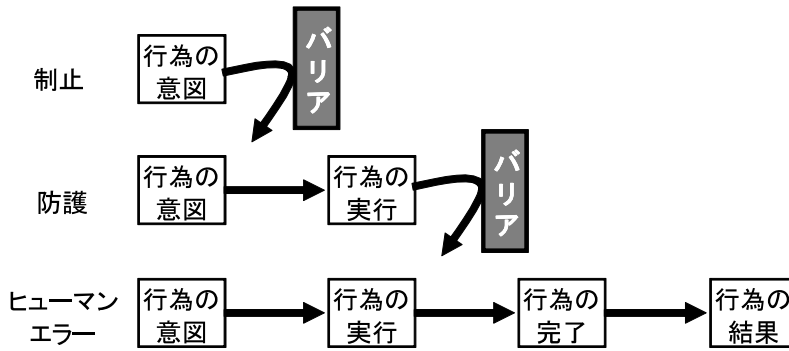 制止
行為の
意図
バリア
防護
行為の
意図
行為の
実行
バリア
ヒューマン
エラー
行為の
意図
行為の
実行
行為の
完了
行為の
結果